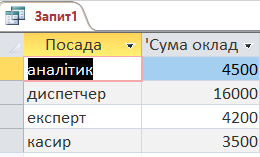 Запит1
Посада 'Сума оклад
аналітик 4500
диспетчер 16000
експерт 4200
касир 3500